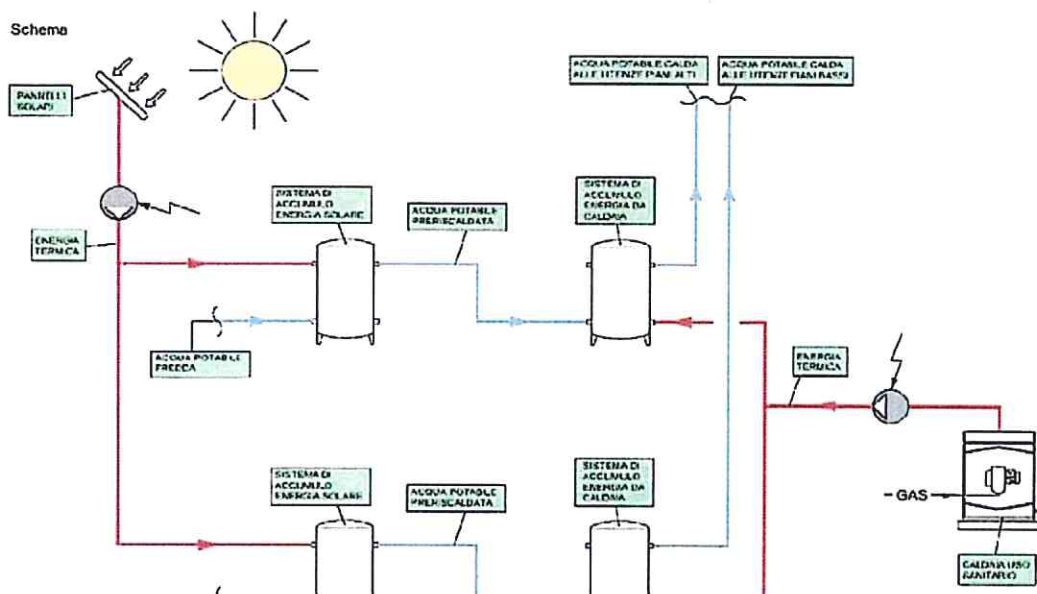 Schema
ACQUA POTABILE CALDA
ALLE UTENZE PIANI ALTI
ACQUA POTABILE CALDA
ALLE UTENZE PIANI BASSI
PANNELLI
SOLARI
SISTEMA DI
ACCUMULO
ENERGIA SOLARE
ACQUA POTABILE
PRERISCALDATA
SISTEMA DI
ACCUMULO
ENERGIA DA
CALDAIA
ENERGIA
TERMICA
ACQUA POTABILE
FREDDA
ENERGIA
TERMICA
SISTEMA DI
ACCUMULO
ENERGIA SOLARE
ACQUA POTABILE
PRERISCALDATA
SISTEMA DI
ACCUMULO
ENERGIA DA
CALDAIA
GAS
CALDAIA USO
SANITARIO